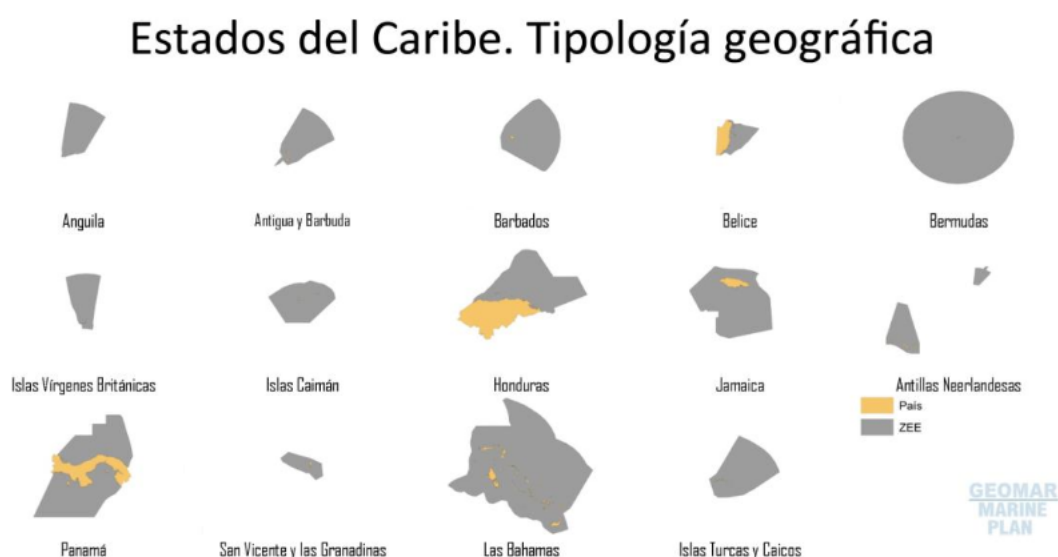 Estados del Caribe. Tipología geográfica
Anguila
Antigua y Barbuda
Barbados
Belice
Bermudas
Islas Vírgenes Británicas
Islas Caimán
Honduras
Jamaica
Antillas Neerlandesas
País
ZEE
Panamá
San Vicente y las Granadinas
Las Bahamas
Islas Turcas y Caicos
GEOMAR
MARINE
PLAN